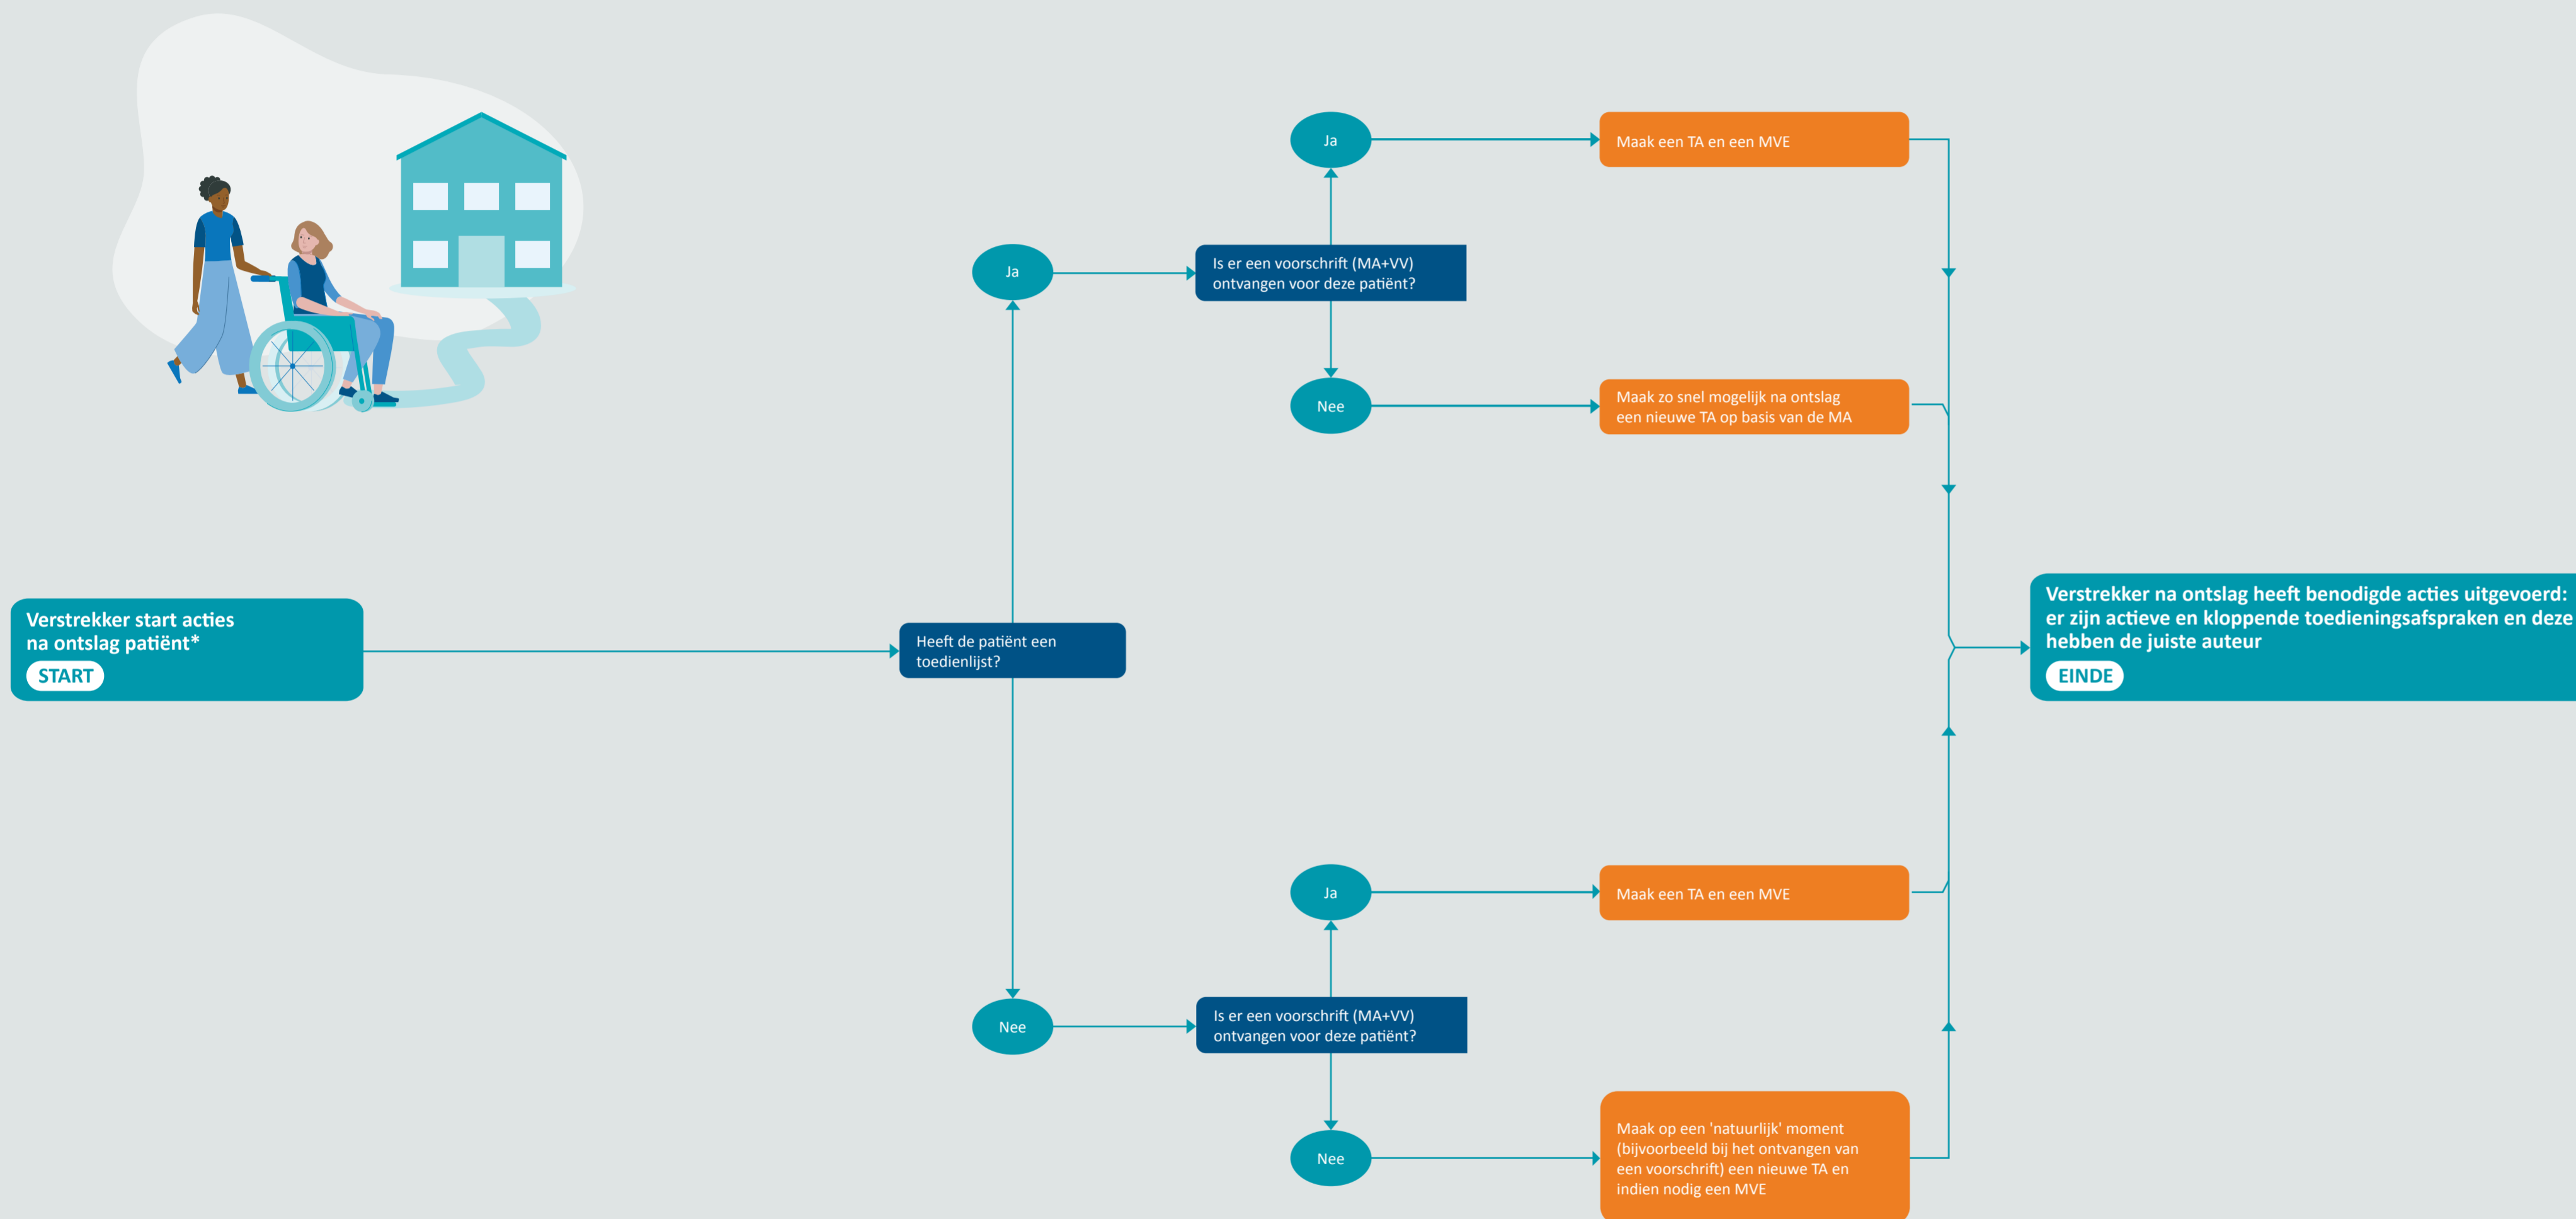 Verstrekker start acties
na ontslag patiënt*
START
Heeft de patiënt een
toedienlijst?
Ja
Is er een voorschrift (MA+VV)
ontvangen voor deze patiënt?
Ja
Maak een TA en een MVE
Nee
Maak zo snel mogelijk na ontslag
een nieuwe TA op basis van de MA
Nee
Is er een voorschrift (MA+VV)
ontvangen voor deze patiënt?
Ja
Maak een TA en een MVE
Nee
Maak op een 'natuurlijk' moment
(bijvoorbeeld bij het ontvangen van
een voorschrift) een nieuwe TA en
indien nodig een MVE
Verstrekker na ontslag heeft benodigde acties uitgevoerd:
er zijn actieve en kloppende toedieningsafspraken en deze
hebben de juiste auteur
EINDE